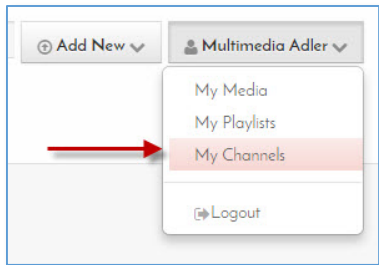 Add New
Multimedia Adler
My Media
My Playlists
My Channels
Logout